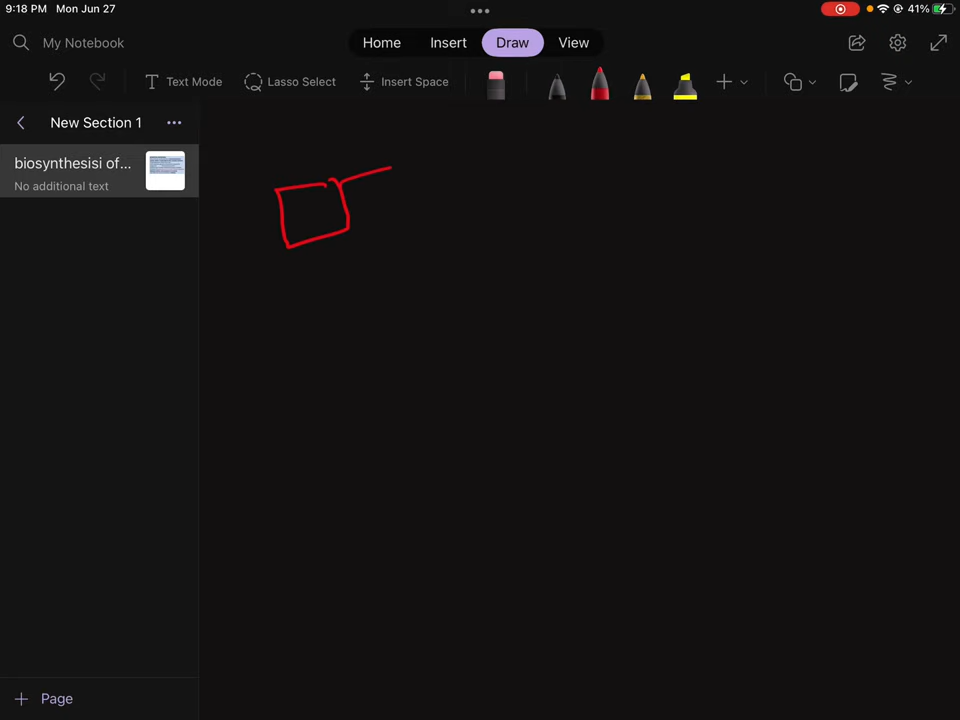 9:18 PM Mon Jun 27
41%
My Notebook
Home Insert Draw View
Text Mode Lasso Select Insert Space
New Section 1
biosynthesisi of...
No additional text
Page